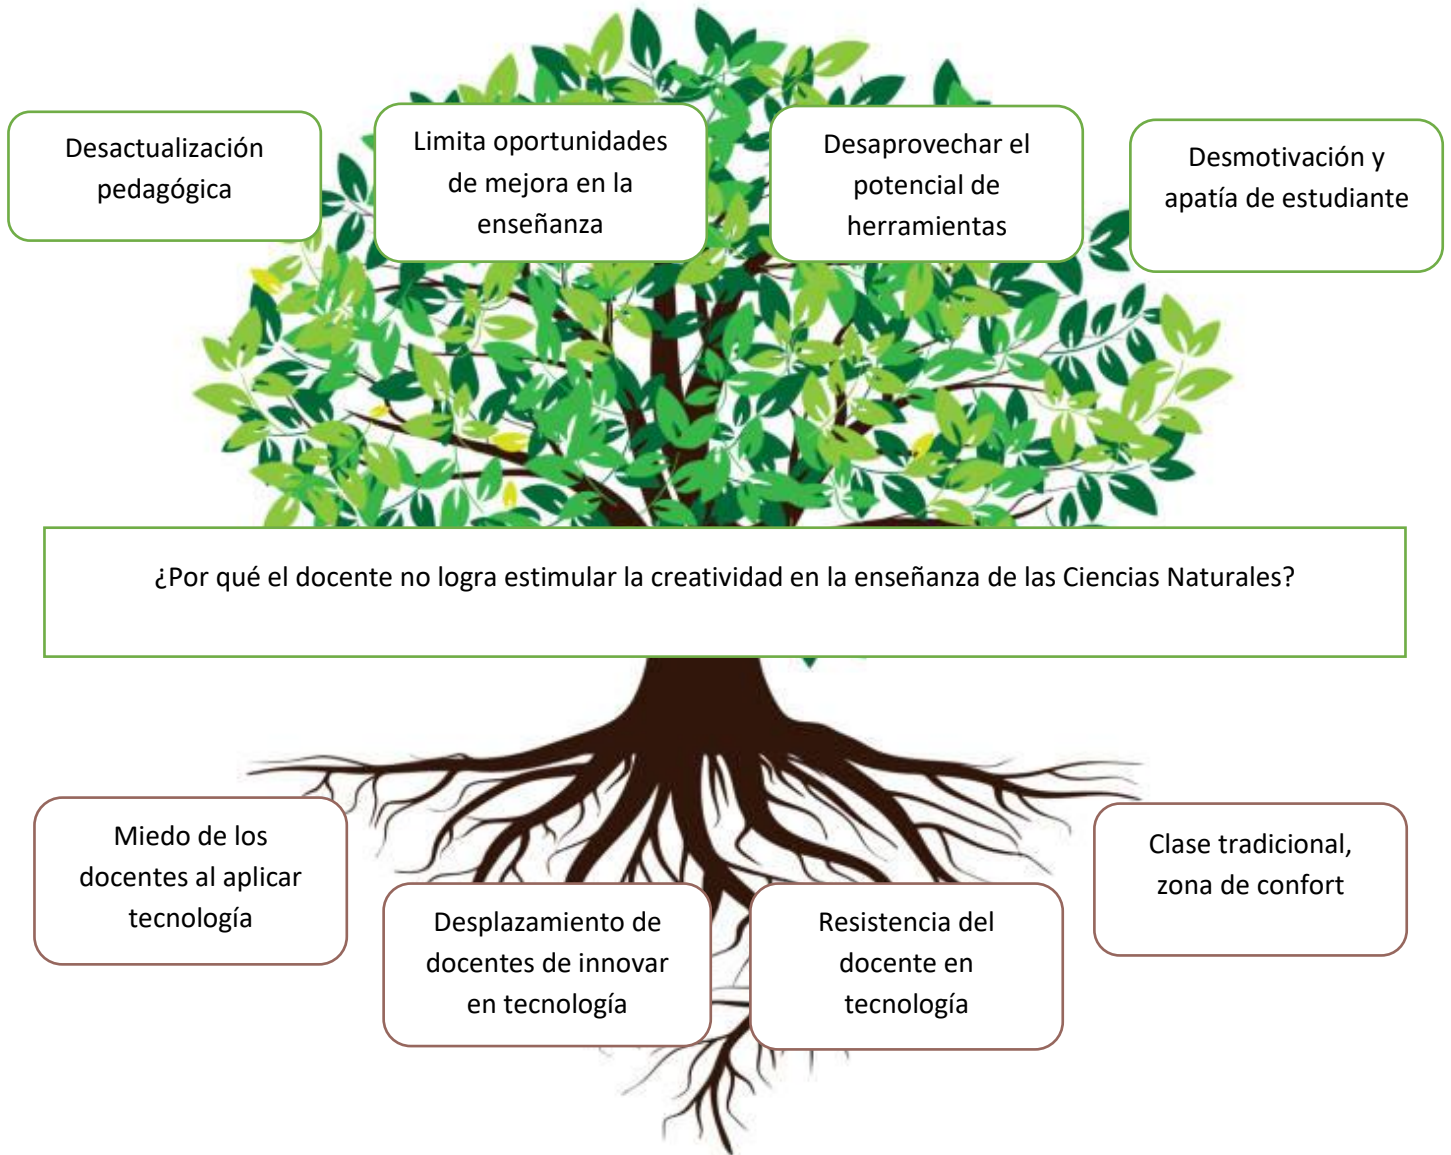 Desactualización
pedagógica
Limita oportunidades
de mejora en la
enseñanza
Desaprovechar el
potencial de
herramientas
Desmotivación y
apatía de estudiante
¿Por qué el docente no logra estimular la creatividad en la enseñanza de las Ciencias Naturales?
Miedo de los
docentes al aplicar
tecnología
Desplazamiento de
docentes de innovar
en tecnología
Resistencia del
docente en
tecnología
Clase tradicional,
zona de confort